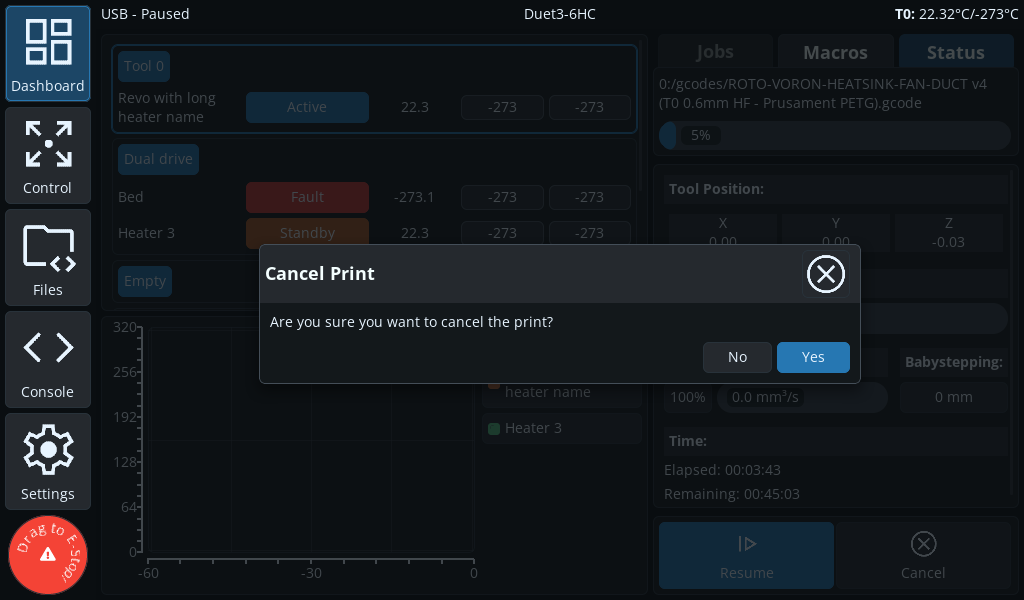 USB - Paused
Duet3-6HC
T0: 22.32°C/-273°C
Dashboard
Control
Files
Console
Settings
Drag to E-Stop!
Tool 0
Revo with long
heater name
Active
22.3
-273
-273
Dual drive
Bed
Fault
-273.1
-273
-273
Heater 3
Standby
22.3
-273
-273
Empty
Cancel Print
Are you sure you want to cancel the print?
No
Yes
320
256
192
128
64
0
-60
-30
0
heater name
Heater 3
Jobs
Macros
Status
0:/gcodes/ROTO-VORON-HEATSINK-FAN-DUCT v4
(T0 0.6mm HF - Prusament PETG).gcode
5%
Tool Position:
X
Y
Z
0.00
0.00
-0.03
Babystepping:
100%
0.0 mm³/s
0 mm
Time:
Elapsed: 00:03:43
Remaining: 00:45:03
Resume
Cancel